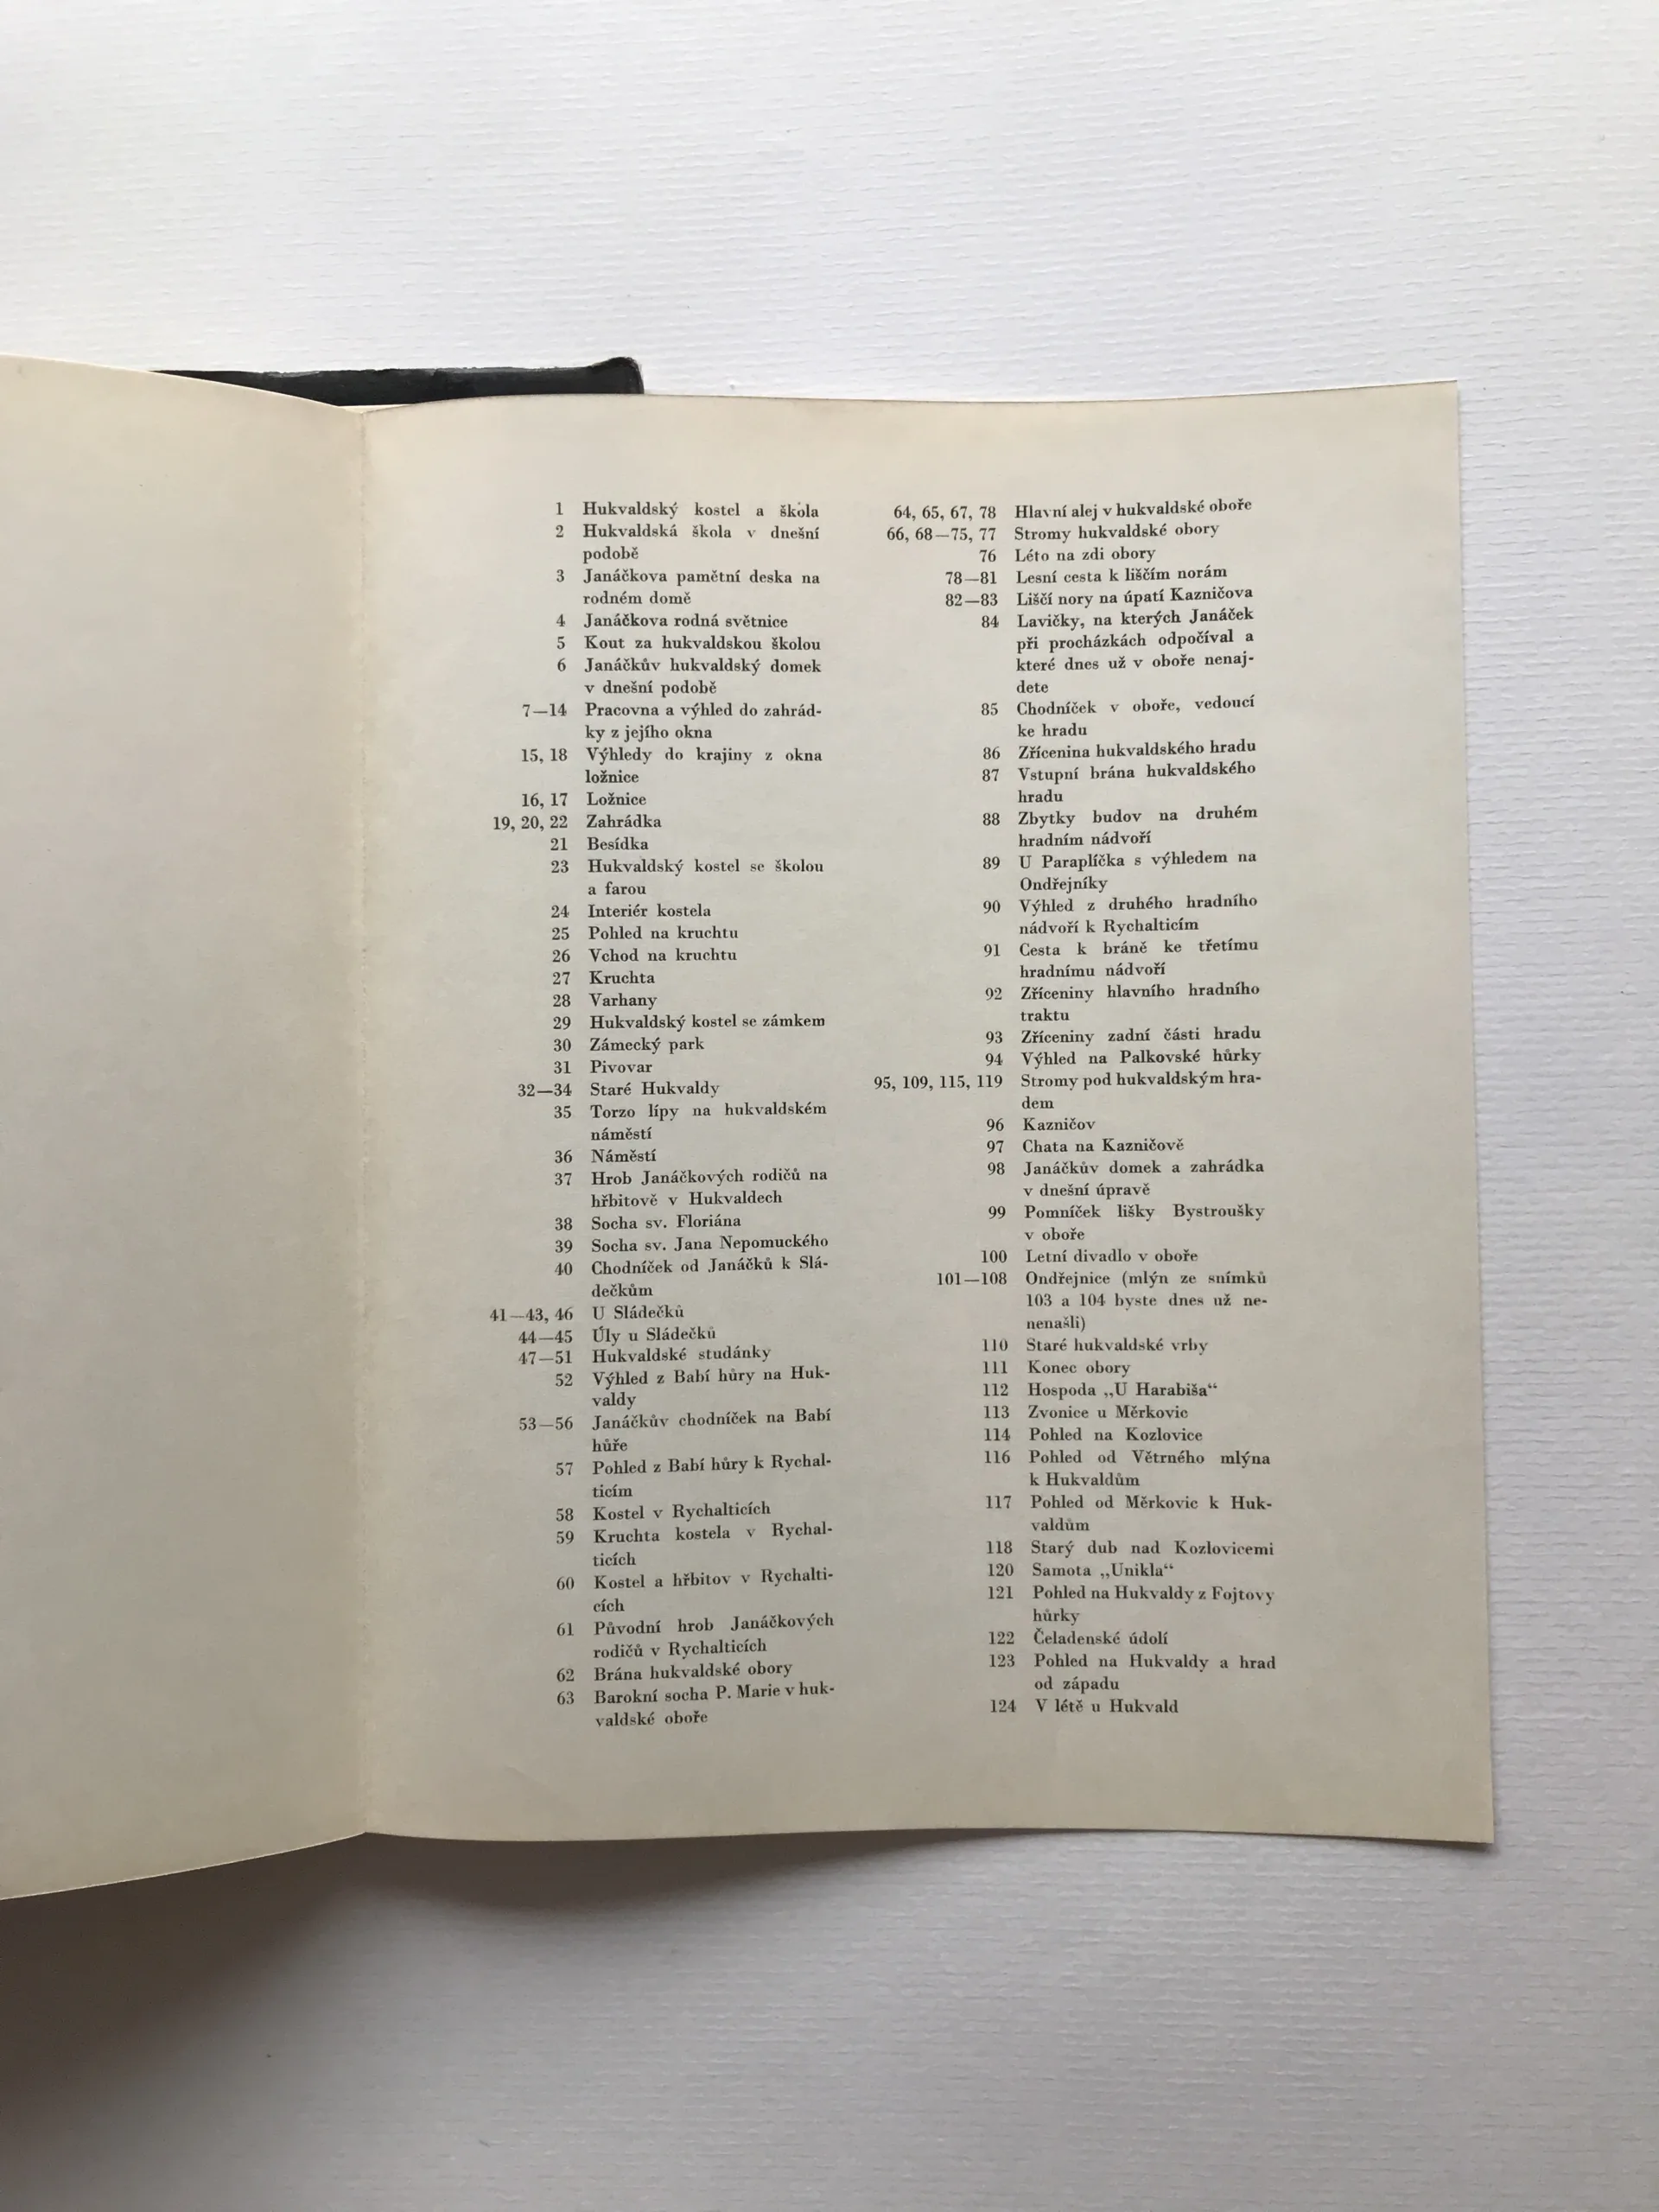 1 Hukvaldský kostel a škola
2 Hukvaldská škola v dnešní
podobě
3 Janáčkova pamětní deska na
rodném domě
4 Janáčkova rodná světnice
5 Kout za hukvaldskou školou
6 Janáčkův hukvaldský domek
v dnešní podobě
7—14 Pracovna a výhled do zahrád-
ky z jejího okna
15, 18 Výhledy do krajiny z okna
ložnice
16, 17 Ložnice
19, 20, 22 Zahrádka
21 Besídka
23 Hukvaldský kostel se školou
a farou
24 Interiér kostela
25 Pohled na kruchtu
26 Vchod na kruchtu
27 Kruchta
28 Varhany
29 Hukvaldský kostel se zámkem
30 Zámecký park
31 Pivovar
32—34 Staré Hukvaldy
35 Torzo lípy na hukvaldském
náměstí
36 Náměstí
37 Hrob Janáčkových rodičů na
hřbitově v Hukvaldech
38 Socha sv. Floriána
39 Socha sv. Jana Nepomuckého
40 Chodníček od Janáčků k Slá-
dečkům
41—43, 46 U Sládečků
44—45 Úly u Sládečků
47—51 Hukvaldské studánky
52 Výhled z Babí hůry na Huk-
valdy
53—56 Janáčkův chodníček na Babí
hůře
57 Pohled z Babí hůry k Rychal-
ticím
58 Kostel v Rychalticích
59 Kruchta kostela v Rychal-
ticích
60 Kostel a hřbitov v Rychalti-
cích
61 Původní hrob Janáčkových
rodičů v Rychalticích
62 Brána hukvaldské obory
63 Barokní socha P. Marie v huk-
valdské oboře
64, 65, 67, 78 Hlavní alej v hukvaldské oboře
66, 68—75, 77 Stromy hukvaldské obory
76 Léto na zdi obory
78—81 Lesní cesta k liščím norám
82—83 Liščí nory na úpatí Kazničova
84 Lavičky, na kterých Janáček
při procházkách odpočíval a
které dnes už v oboře nenaj-
dete
85 Chodníček v oboře, vedoucí
ke hradu
86 Zřícenina hukvaldského hradu
87 Vstupní brána hukvaldského
hradu
88 Zbytky budov na druhém
hradním nádvoří
89 U Paraplíčka s výhledem na
Ondřejníky
90 Výhled z druhého hradního
nádvoří k Rychalticím
91 Cesta k bráně ke třetímu
hradnímu nádvoří
92 Zříceniny hlavního hradního
traktu
93 Zříceniny zadní části hradu
94 Výhled na Palkovské hůrky
95, 109, 115, 119 Stromy pod hukvaldským hra-
dem
96 Kazničov
97 Chata na Kazničově
98 Janáčkův domek a zahrádka
v dnešní úpravě
99 Pomníček lišky Bystroušky
v oboře
100 Letní divadlo v oboře
101—108 Ondřejnice (mlýn ze snímků
103 a 104 byste dnes už ne-
nenašli)
110 Staré hukvaldské vrby
111 Konec obory
112 Hospoda „U Harabiša“
113 Zvonice u Měrkovic
114 Pohled na Kozlovice
116 Pohled od Větrného mlýna
k Hukvaldům
117 Pohled od Měrkovic k Huk-
valdům
118 Starý dub nad Kozlovicemi
120 Samota „Unikla“
121 Pohled na Hukvaldy z Fojtovy
hůrky
122 Čeladenské údolí
123 Pohled na Hukvaldy a hrad
od západu
124 V létě u Hukvald